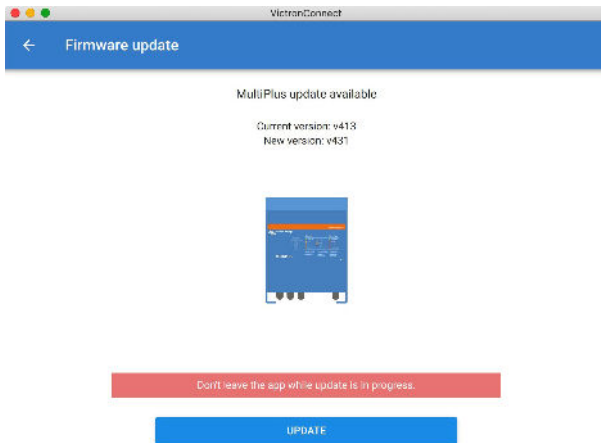 VictronConnect
Firmware update
MultiPlus update available
Current version: v413
New version: v431
Don't leave the app while update is in progress.
UPDATE